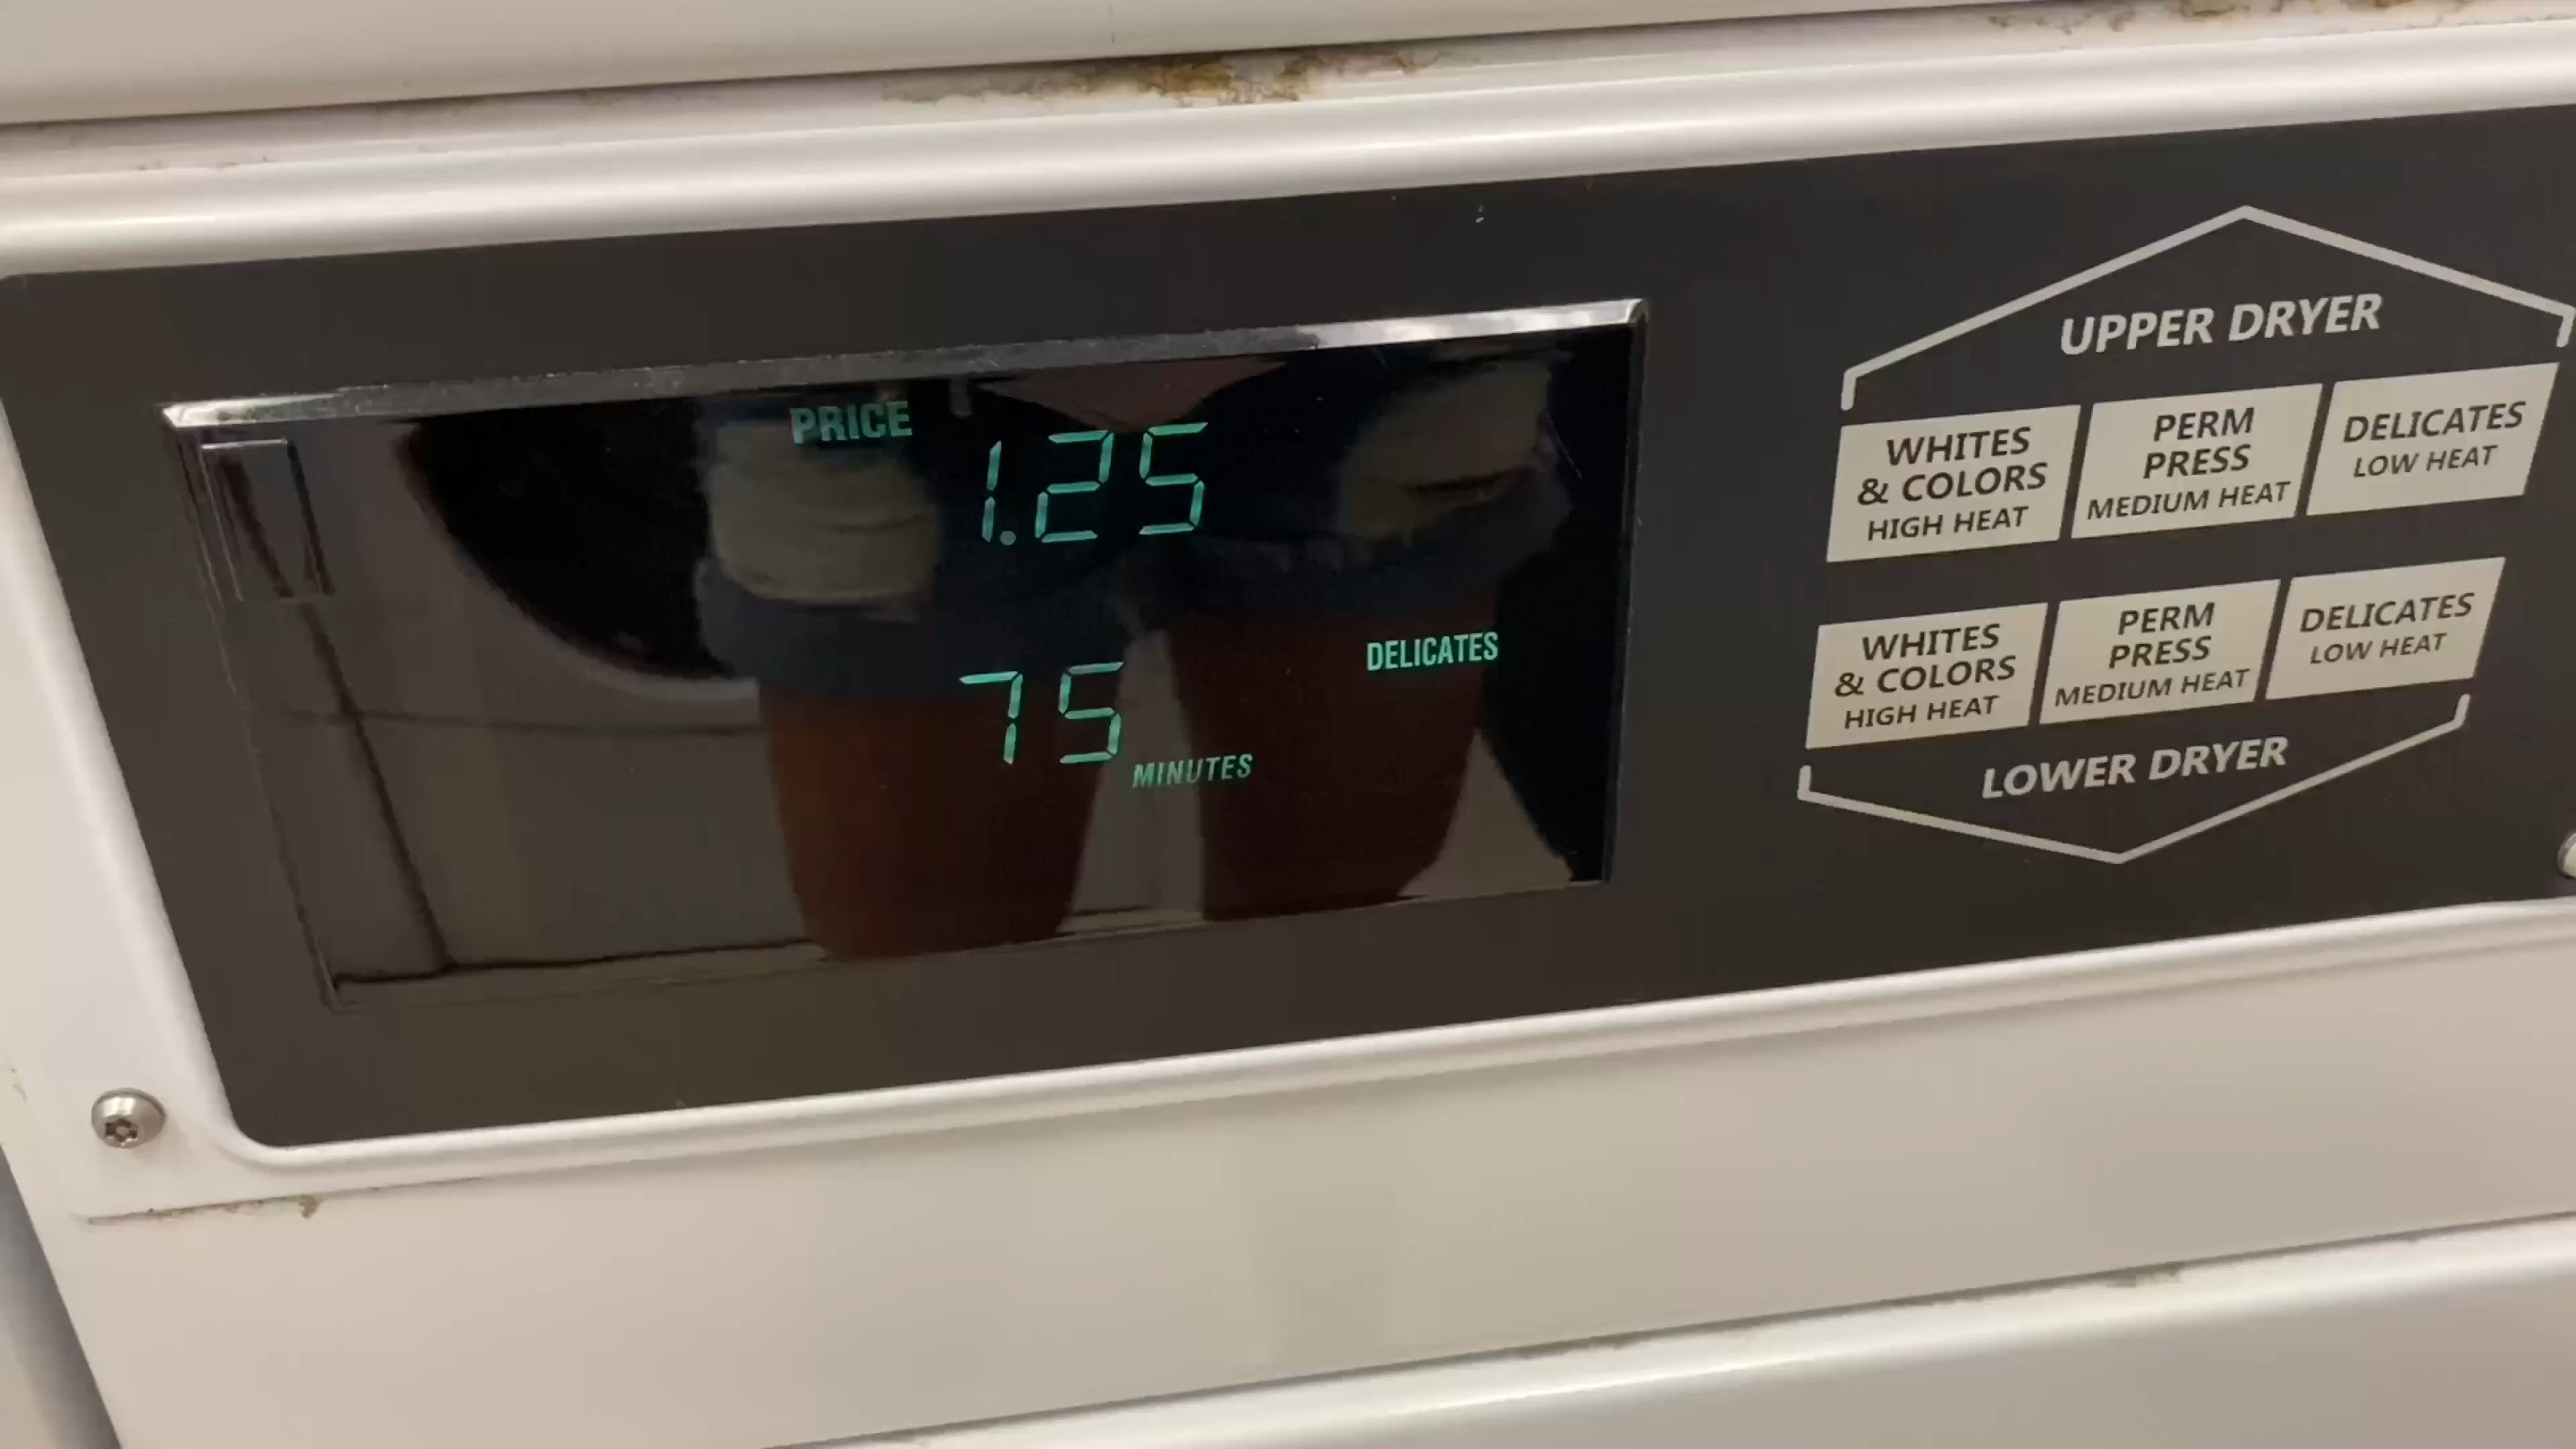 PRICE 1.25
75 MINUTES
DELICATES
UPPER DRYER
WHITES
& COLORS
HIGH HEAT
PERM
PRESS
MEDIUM HEAT
DELICATES
LOW HEAT
WHITES
& COLORS
HIGH HEAT
PERM
PRESS
MEDIUM HEAT
DELICATES
LOW HEAT
LOWER DRYER